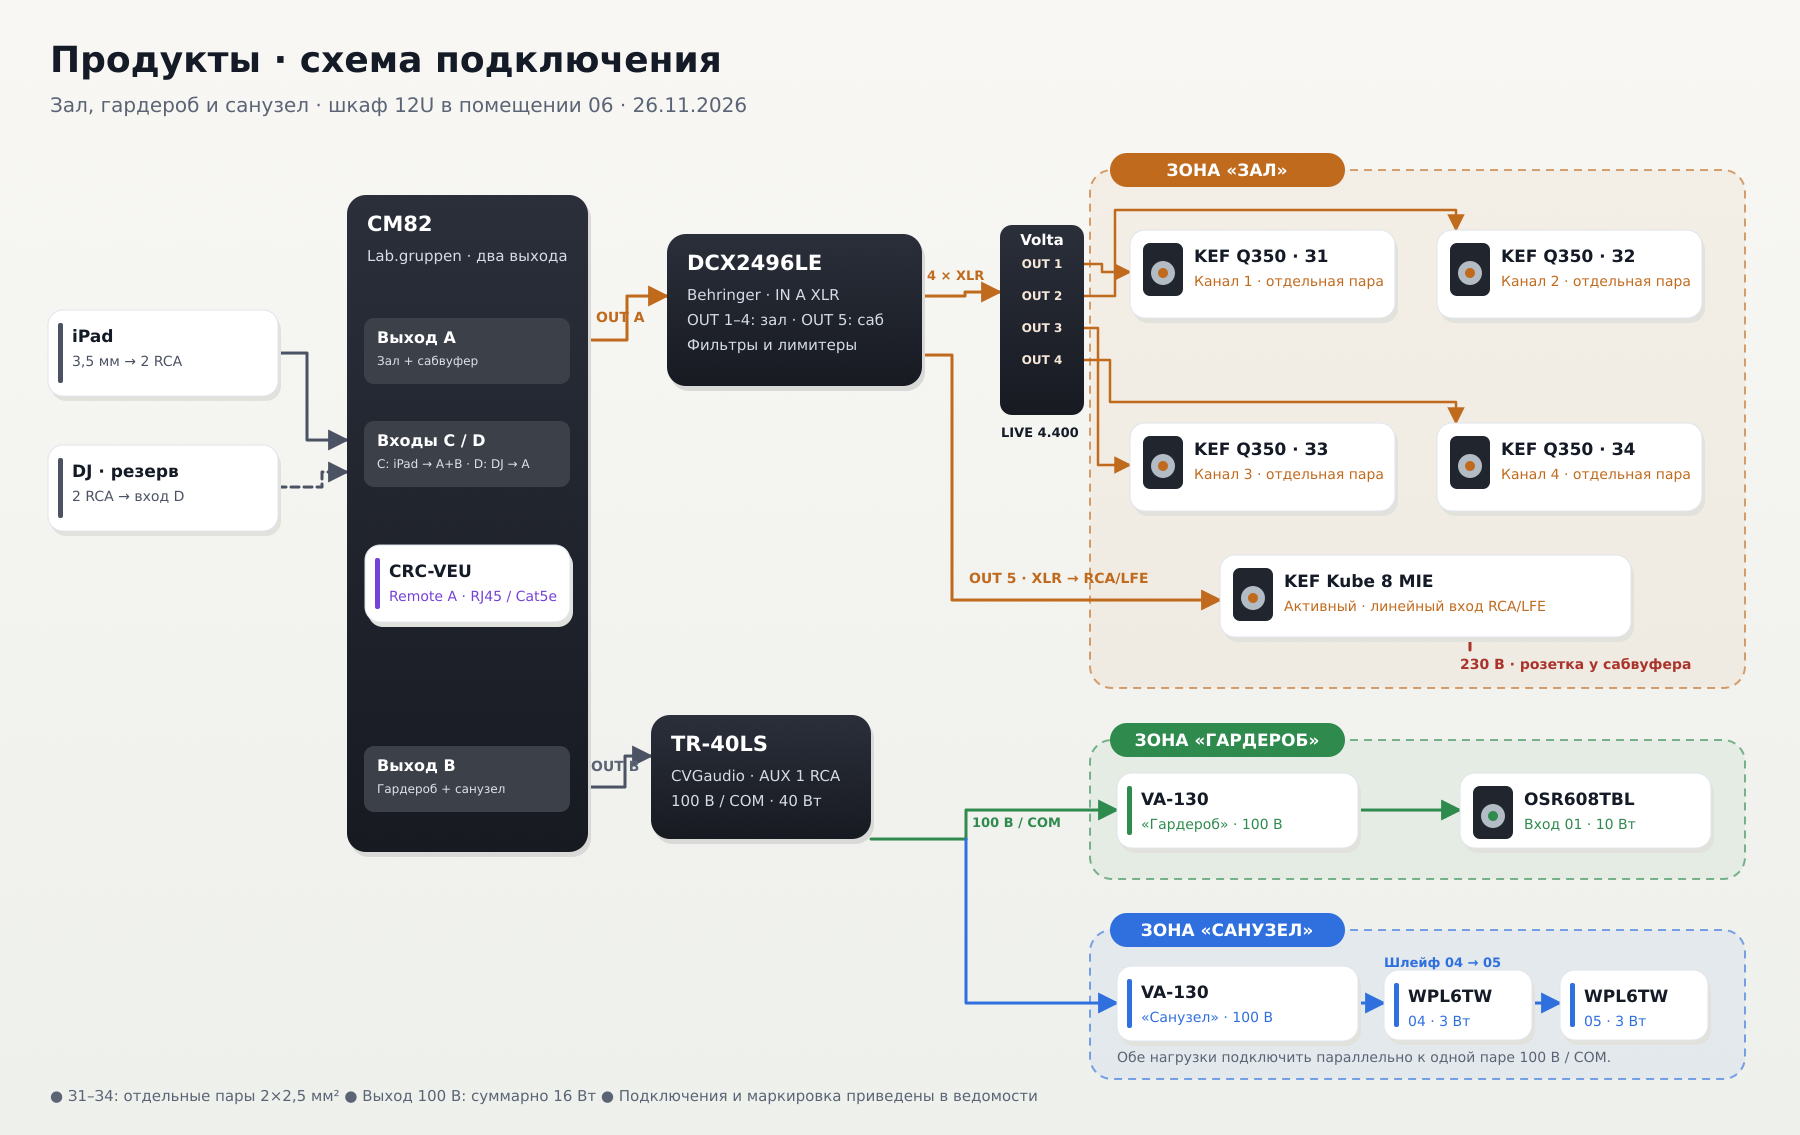 Продукты · схема подключения
Зал, гардероб и санузел · шкаф 12U в помещении 06 · 26.11.2026
iPad
3,5 мм → 2 RCA
DJ · резерв
2 RCA → вход D
CM82
Lab.gruppen · два выхода
Выход A
Зал + сабвуфер
Входы C / D
C: iPad → A+B · D: DJ → A
CRC-VEU
Remote A · RJ45 / Cat5e
Выход B
Гардероб + санузел
OUT A
OUT B
DCX2496LE
Behringer · IN A XLR
OUT 1–4: зал · OUT 5: саб
Фильтры и лимитеры
4 × XLR
Volta
OUT 1
OUT 2
OUT 3
OUT 4
LIVE 4.400
OUT 5 · XLR → RCA/LFE
ЗОНА «ЗАЛ»
KEF Q350 · 31
Канал 1 · отдельная пара
KEF Q350 · 32
Канал 2 · отдельная пара
KEF Q350 · 33
Канал 3 · отдельная пара
KEF Q350 · 34
Канал 4 · отдельная пара
KEF Kube 8 MIE
Активный · линейный вход RCA/LFE
230 В · розетка у сабвуфера
TR-40LS
CVGaudio · AUX 1 RCA
100 В / COM · 40 Вт
100 В / COM
ЗОНА «ГАРДЕРОБ»
VA-130
«Гардероб» · 100 В
OSR608TBL
Вход 01 · 10 Вт
ЗОНА «САНУЗЕЛ»
Шлейф 04 → 05
VA-130
«Санузел» · 100 В
WPL6TW
04 · 3 Вт
WPL6TW
05 · 3 Вт
Обе нагрузки подключить параллельно к одной паре 100 В / COM.
● 31–34: отдельные пары 2×2,5 мм² ● Выход 100 В: суммарно 16 Вт ● Подключения и маркировка приведены в ведомости